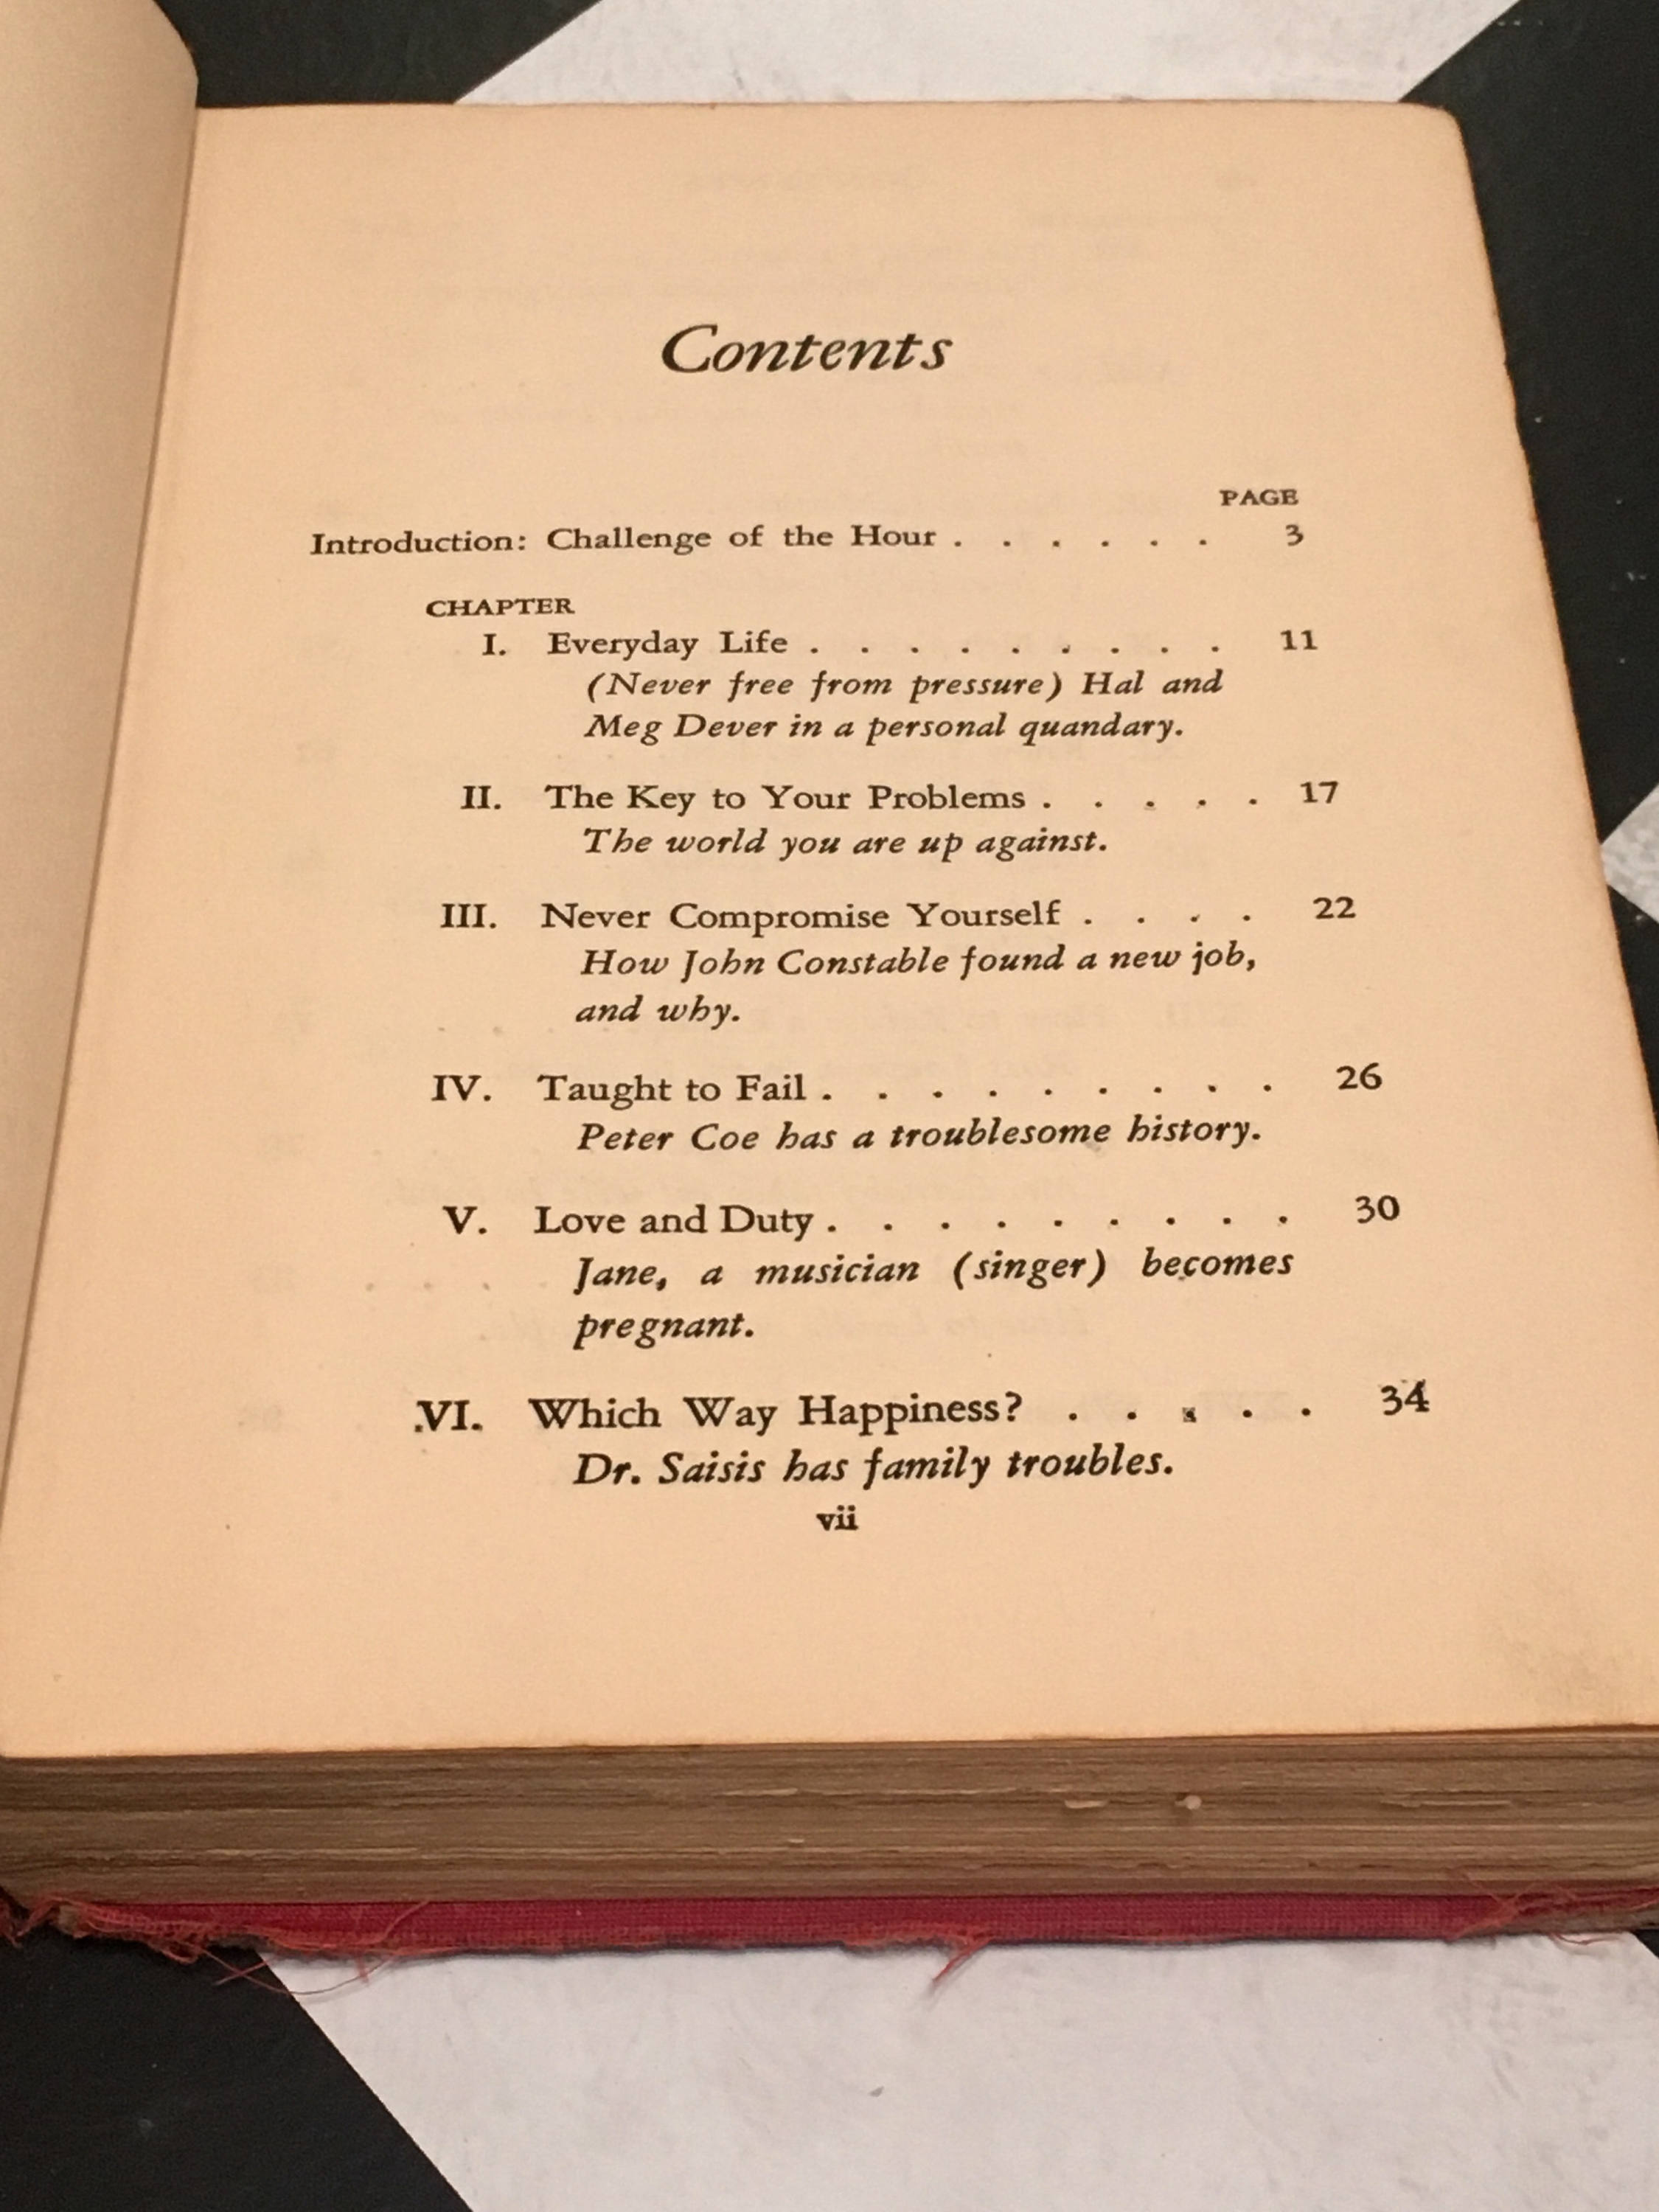 Contents
PAGE
Introduction: Challenge of the Hour . . . . . . 3
CHAPTER
I. Everyday Life . . . . . . . . . 11
(Never free from pressure) Hal and
Meg Dever in a personal quandary.
II. The Key to Your Problems . . . . . 17
The world you are up against.
III. Never Compromise Yourself . . . . 22
How John Constable found a new job,
and why.
IV. Taught to Fail . . . . . . . . . 26
Peter Coe has a troublesome history.
V. Love and Duty . . . . . . . . . 30
Jane, a musician (singer) becomes
pregnant.
VI. Which Way Happiness? . . . . . 34
Dr. Saisis has family troubles.
vii